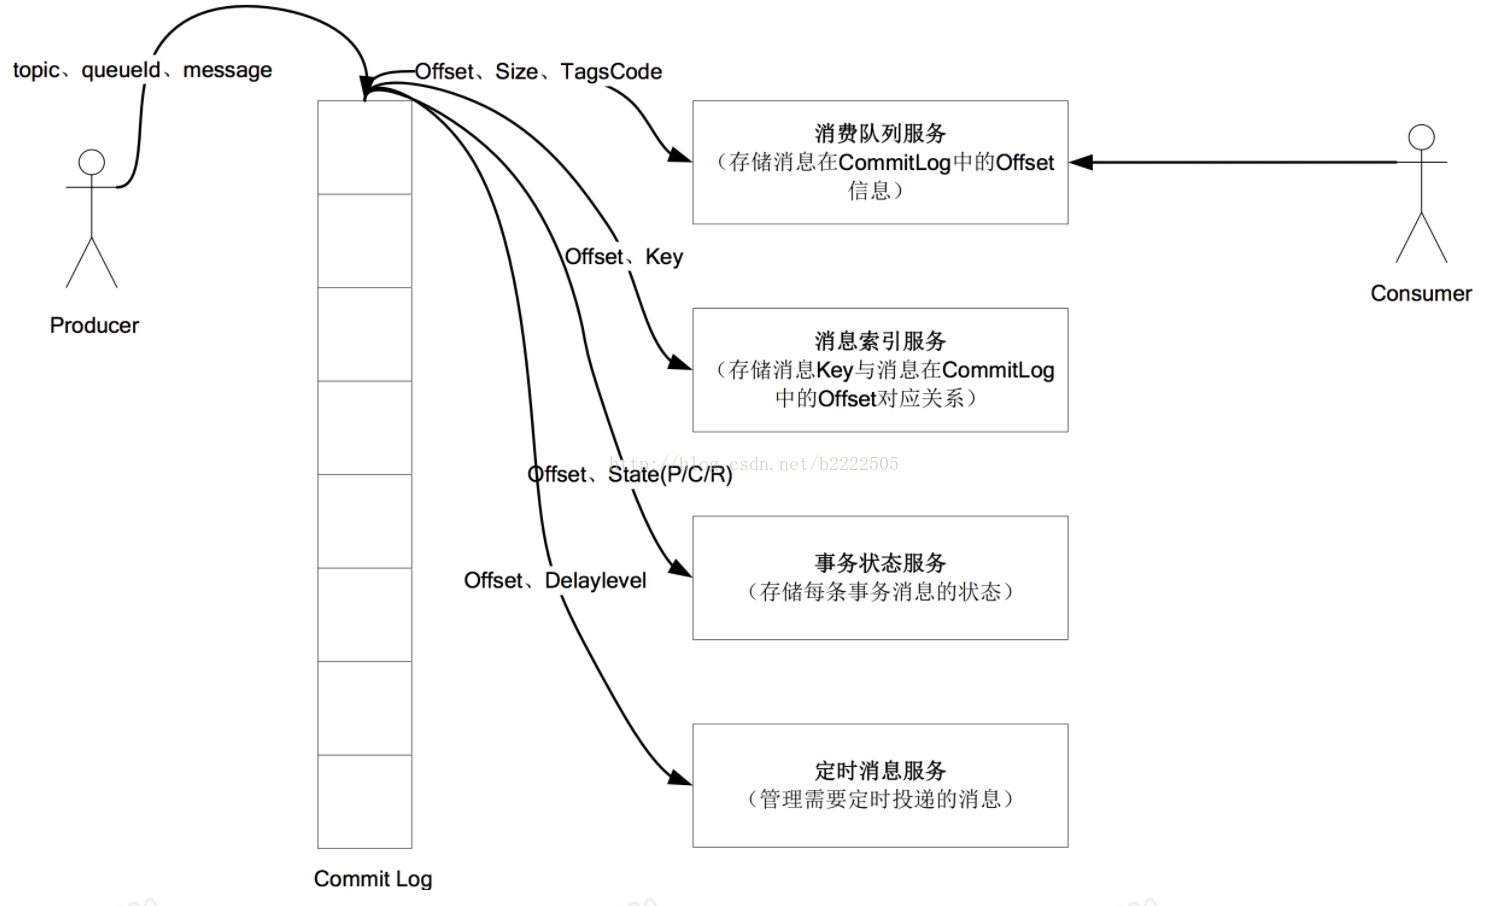 topic、queueId、message
Offset、Size、TagsCode
消费队列服务
（存储消息在CommitLog中的Offset
信息）
Offset、Key
Producer
Consumer
消息索引服务
（存储消息Key与消息在CommitLog
中的Offset对应关系）
http://blog.csdn.net/b2222505
Offset、State(P/C/R)
事务状态服务
（存储每条事务消息的状态）
Offset、Delaylevel
定时消息服务
（管理需要定时投递的消息）
Commit Log